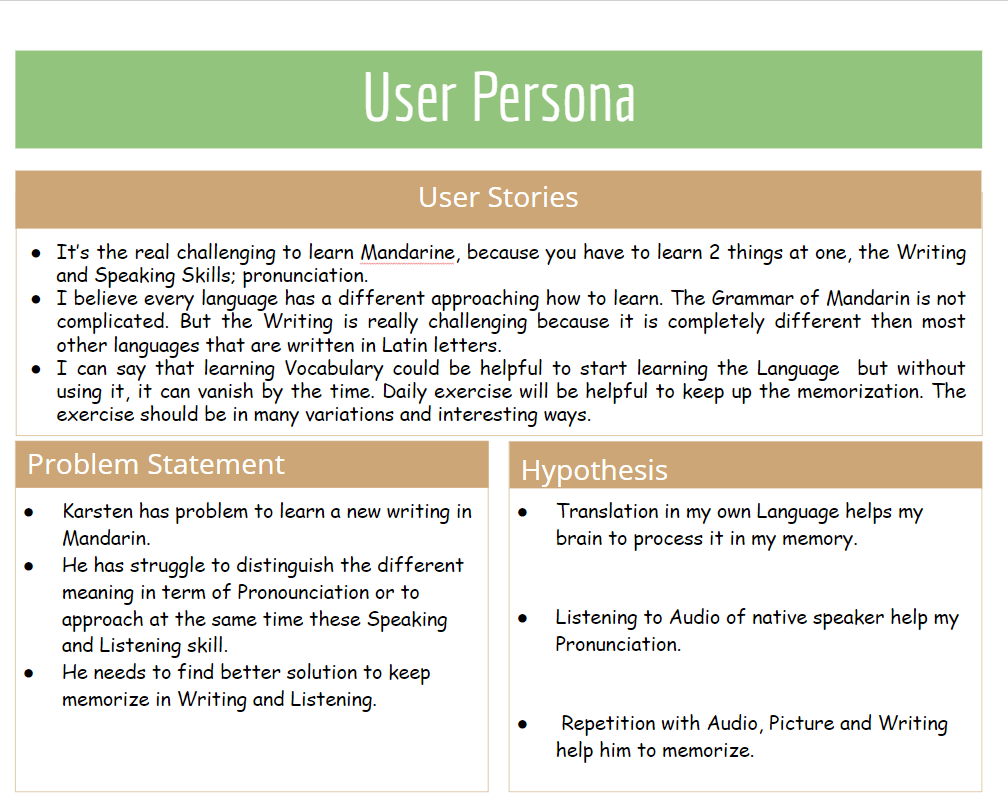 User Persona
User Stories
● It's the real challenging to learn Mandarine, because you have to learn 2 things at one, the Writing
and Speaking Skills; pronunciation.
● I believe every language has a different approaching how to learn. The Grammar of Mandarin is not
complicated. But the Writing is really challenging because it is completely different then most
other languages that are written in Latin letters.
● I can say that learning Vocabulary could be helpful to start learning the Language but without
using it, it can vanish by the time. Daily exercise will be helpful to keep up the memorization. The
exercise should be in many variations and interesting ways.
Problem Statement
● Karsten has problem to learn a new writing in
Mandarin.
● He has struggle to distinguish the different
meaning in term of Pronounciation or to
approach at the same time these Speaking
and Listening skill.
● He needs to find better solution to keep
memorize in Writing and Listening.
Hypothesis
● Translation in my own Language helps my
brain to process it in my memory.
● Listening to Audio of native speaker help my
Pronunciation.
● Repetition with Audio, Picture and Writing
help him to memorize.